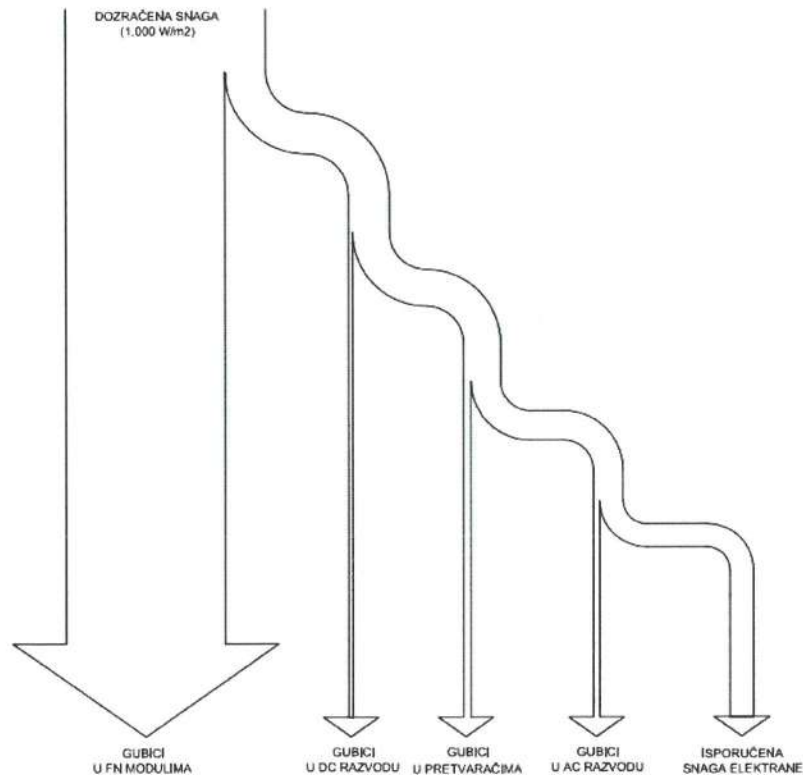 DOZRAČENA SNAGA
(1.000 W/m2)
GUBICI
U FN MODULIMA
GUBICI
U DC RAZVODU
GUBICI
U PRETVARAČIMA
GUBICI
U AC RAZVODU
ISPORUČENA
SNAGA ELEKTRANE